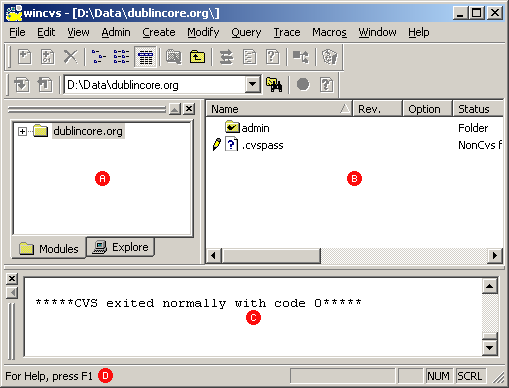 wincvs - [D:\Data\dublincore.org\]
File Edit View Admin Create Modify Query Trace Macros Window Help
D:\Data\dublincore.org
Name Rev. Option Status
dublincore.org
admin Folder
.cvspass NonCvs f
A
B
Modules Explore
*****CVS exited normally with code 0*****
C
For Help, press F1 D NUM SCRL